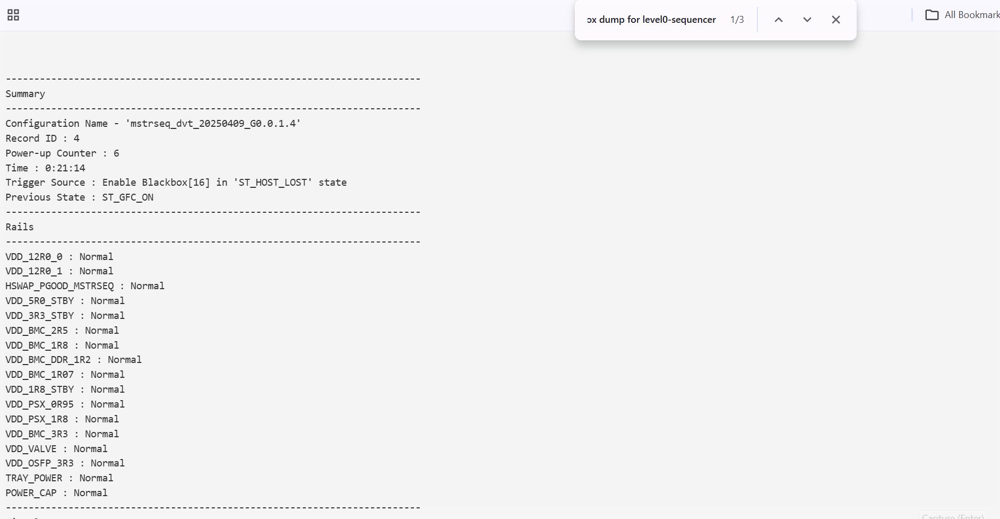 ox dump for level0-sequencer 1/3
All Bookmark
-------------------------------------------------------------------------
Summary
-------------------------------------------------------------------------
Configuration Name - 'mstrseq_dvt_20250409_G0.0.1.4'
Record ID : 4
Power-up Counter : 6
Time : 0:21:14
Trigger Source : Enable Blackbox[16] in 'ST_HOST_LOST' state
Previous State : ST_GFC_ON
-------------------------------------------------------------------------
Rails
-------------------------------------------------------------------------
VDD_12R0_0 : Normal
VDD_12R0_1 : Normal
HSWAP_PGOOD_MSTRSEQ : Normal
VDD_5R0_STBY : Normal
VDD_3R3_STBY : Normal
VDD_BMC_2R5 : Normal
VDD_BMC_1R8 : Normal
VDD_BMC_DDR_1R2 : Normal
VDD_BMC_1R07 : Normal
VDD_1R8_STBY : Normal
VDD_PSX_0R95 : Normal
VDD_PSX_1R8 : Normal
VDD_BMC_3R3 : Normal
VDD_VALVE : Normal
VDD_OSFP_3R3 : Normal
TRAY_POWER : Normal
POWER_CAP : Normal
-------------------------------------------------------------------------
Capture (Enter)